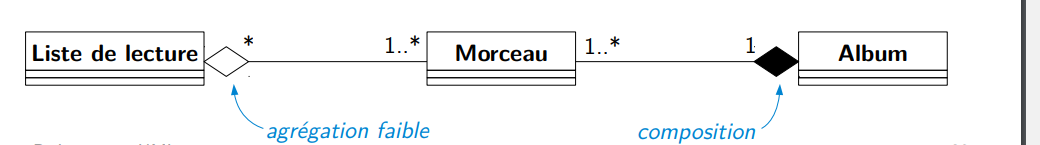 Liste de lecture * 1..* Morceau 1..* 1 Album
agrégation faible composition